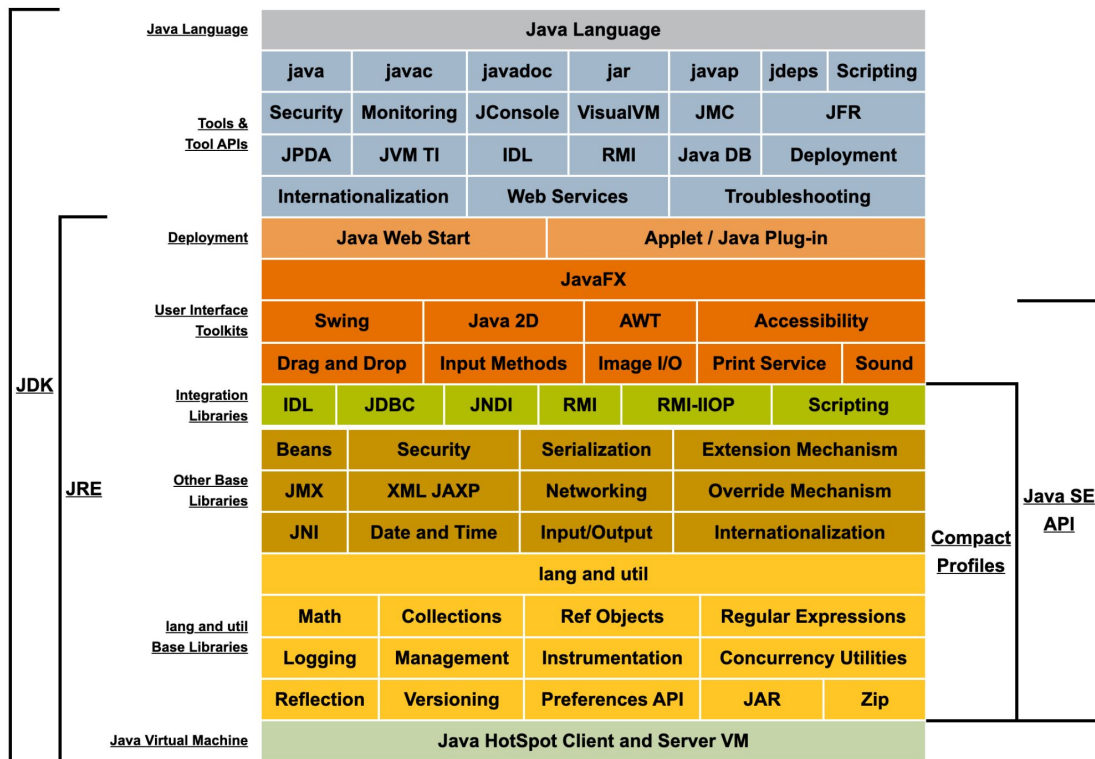 Java Language
Java Language
java javac javadoc jar javap jdeps Scripting
Tools &
Tool APIs
Security Monitoring JConsole VisualVM JMC JFR
JPDA JVM TI IDL RMI Java DB Deployment
Internationalization Web Services Troubleshooting
Deployment
Java Web Start Applet / Java Plug-in
JavaFX
User Interface
Toolkits
Swing Java 2D AWT Accessibility
Drag and Drop Input Methods Image I/O Print Service Sound
JDK
Integration
Libraries
IDL JDBC JNDI RMI RMI-IIOP Scripting
JRE
Other Base
Libraries
Beans Security Serialization Extension Mechanism
JMX XML JAXP Networking Override Mechanism
JNI Date and Time Input/Output Internationalization
Java SE
API
Compact
Profiles
lang and util
lang and util
Base Libraries
Math Collections Ref Objects Regular Expressions
Logging Management Instrumentation Concurrency Utilities
Reflection Versioning Preferences API JAR Zip
Java Virtual Machine
Java HotSpot Client and Server VM